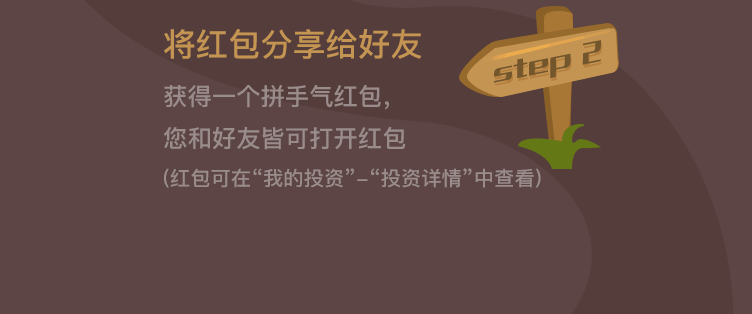 将红包分享给好友
step 2
获得一个拼手气红包,
您和好友皆可打开红包
(红包可在“我的投资”–“投资详情”中查看)